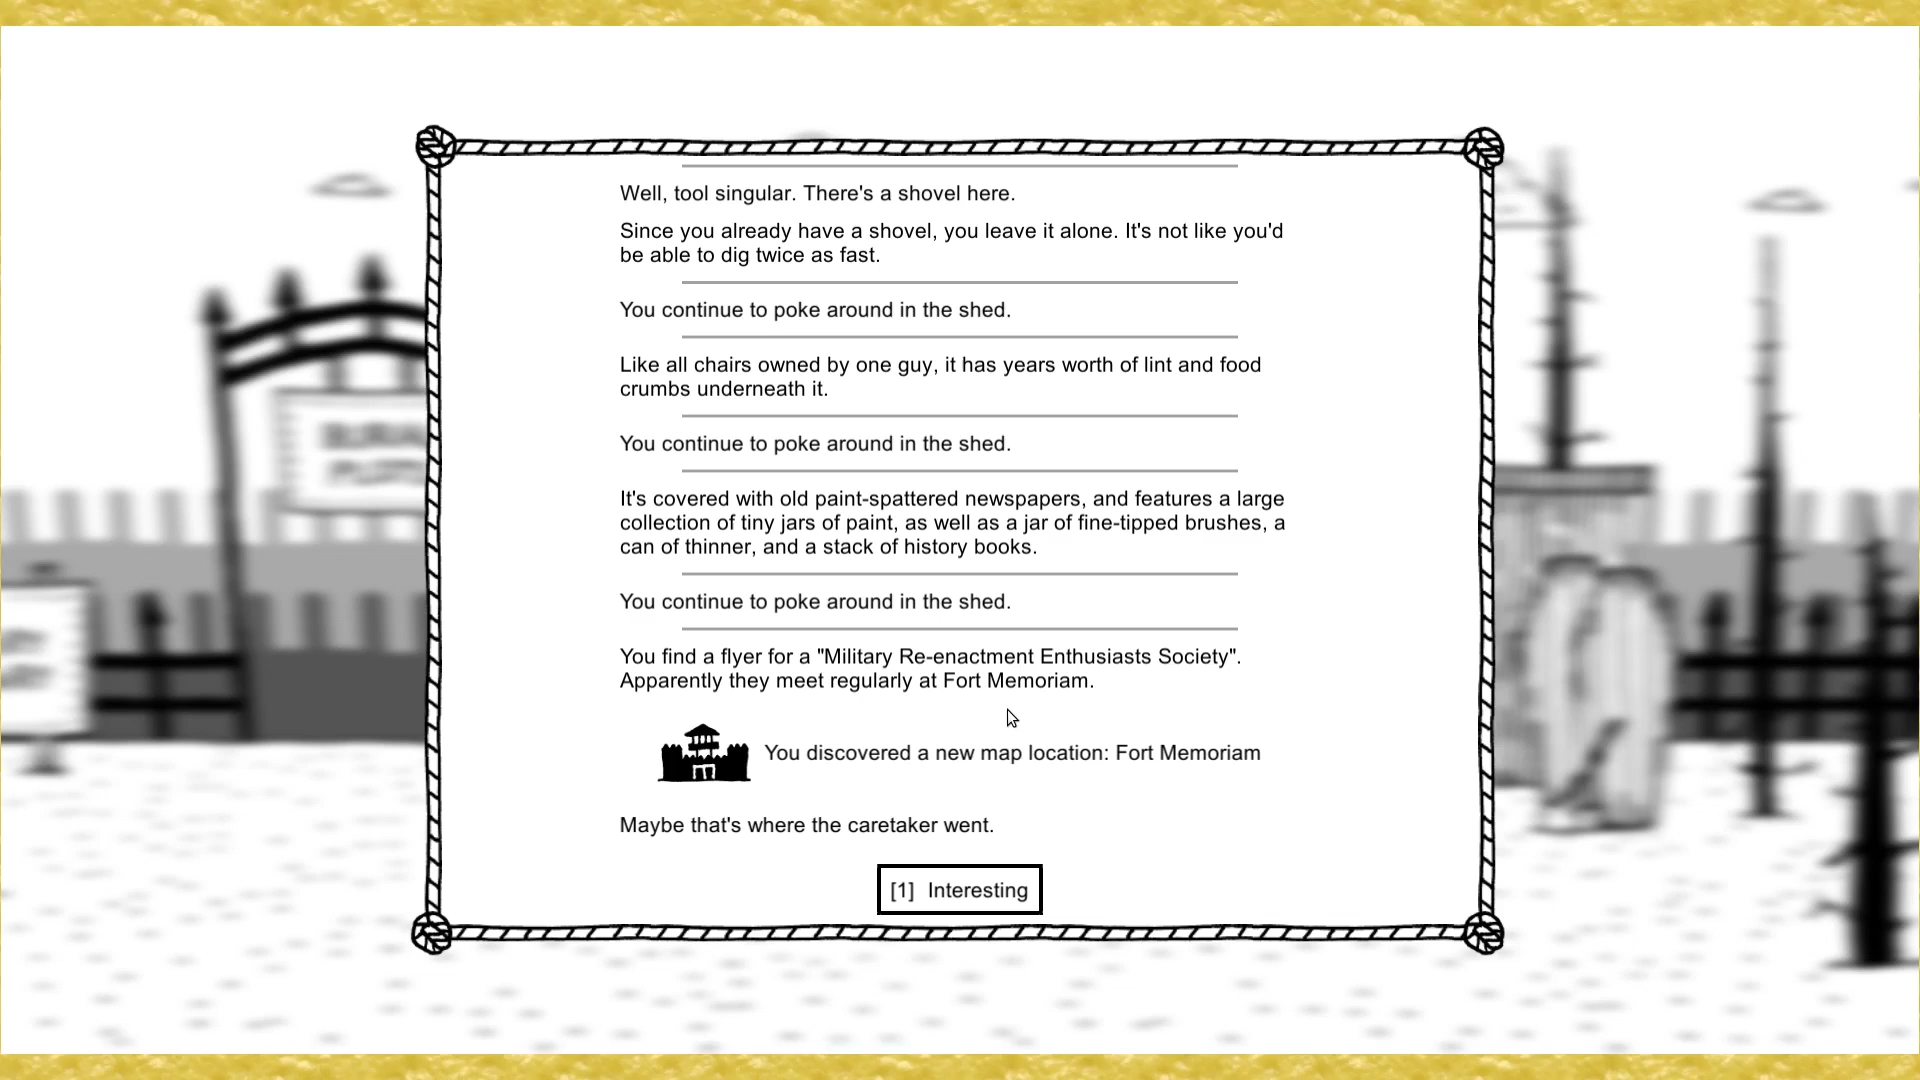 Well, tool singular. There's a shovel here.
Since you already have a shovel, you leave it alone. It's not like you'd
be able to dig twice as fast.
You continue to poke around in the shed.
Like all chairs owned by one guy, it has years worth of lint and food
crumbs underneath it.
You continue to poke around in the shed.
It's covered with old paint-spattered newspapers, and features a large
collection of tiny jars of paint, as well as a jar of fine-tipped brushes, a
can of thinner, and a stack of history books.
You continue to poke around in the shed.
You find a flyer for a "Military Re-enactment Enthusiasts Society".
Apparently they meet regularly at Fort Memoriam.
You discovered a new map location: Fort Memoriam
Maybe that's where the caretaker went.
[1] Interesting